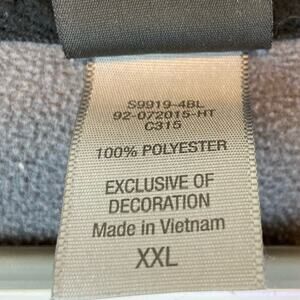 S9919-4BL
92-072015-HT
C315
100% POLYESTER
EXCLUSIVE OF
DECORATION
Made in Vietnam
XXL